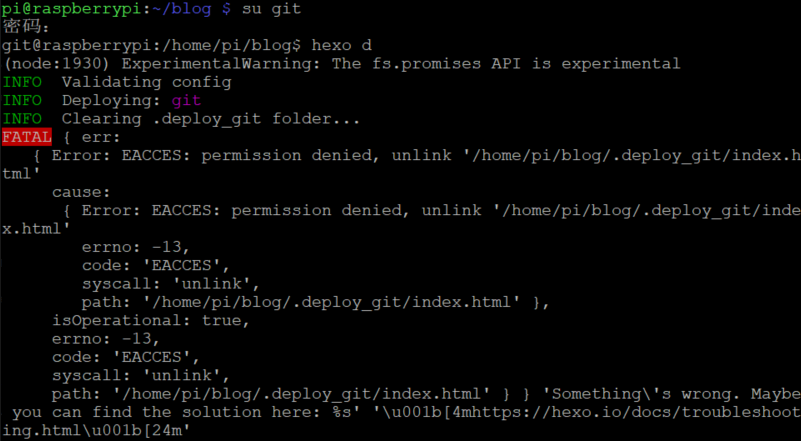 pi@raspberrypi:~/blog $ su git
密码：
git@raspberrypi:/home/pi/blog$ hexo d
(node:1930) ExperimentalWarning: The fs.promises API is experimental
INFO  Validating config
INFO  Deploying: git
INFO  Clearing .deploy_git folder...
FATAL { err:
   { Error: EACCES: permission denied, unlink '/home/pi/blog/.deploy_git/index.h
tml'
     cause:
      { Error: EACCES: permission denied, unlink '/home/pi/blog/.deploy_git/inde
x.html'
        errno: -13,
        code: 'EACCES',
        syscall: 'unlink',
        path: '/home/pi/blog/.deploy_git/index.html' },
     isOperational: true,
     errno: -13,
     code: 'EACCES',
     syscall: 'unlink',
     path: '/home/pi/blog/.deploy_git/index.html' } } 'Something\'s wrong. Maybe
 you can find the solution here: %s' '\u001b[4mhttps://hexo.io/docs/troubleshoot
ing.html\u001b[24m'